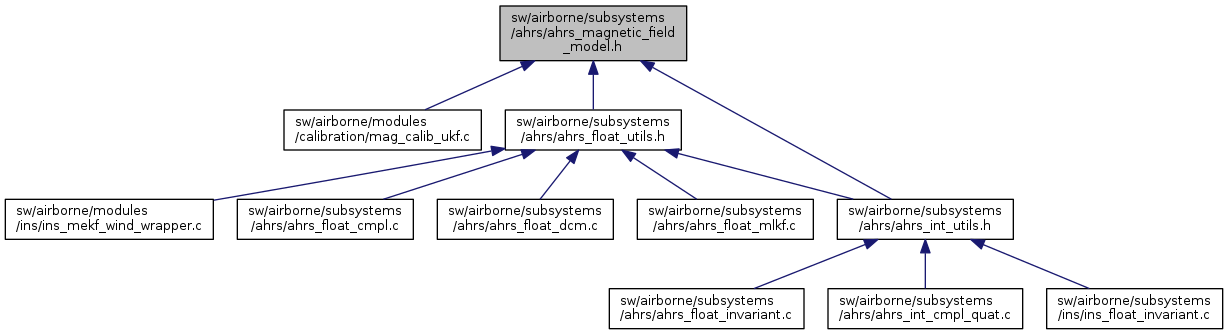 sw/airborne/subsystems
/ahrs/ahrs_magnetic_field
_model.h
sw/airborne/modules
/calibration/mag_calib_ukf.c
sw/airborne/subsystems
/ahrs/ahrs_float_utils.h
sw/airborne/modules
/ins/ins_mekf_wind_wrapper.c
sw/airborne/subsystems
/ahrs/ahrs_float_cmpl.c
sw/airborne/subsystems
/ahrs/ahrs_float_dcm.c
sw/airborne/subsystems
/ahrs/ahrs_float_mlkf.c
sw/airborne/subsystems
/ahrs/ahrs_int_utils.h
sw/airborne/subsystems
/ahrs/ahrs_float_invariant.c
sw/airborne/subsystems
/ahrs/ahrs_int_cmpl_quat.c
sw/airborne/subsystems
/ins/ins_float_invariant.c